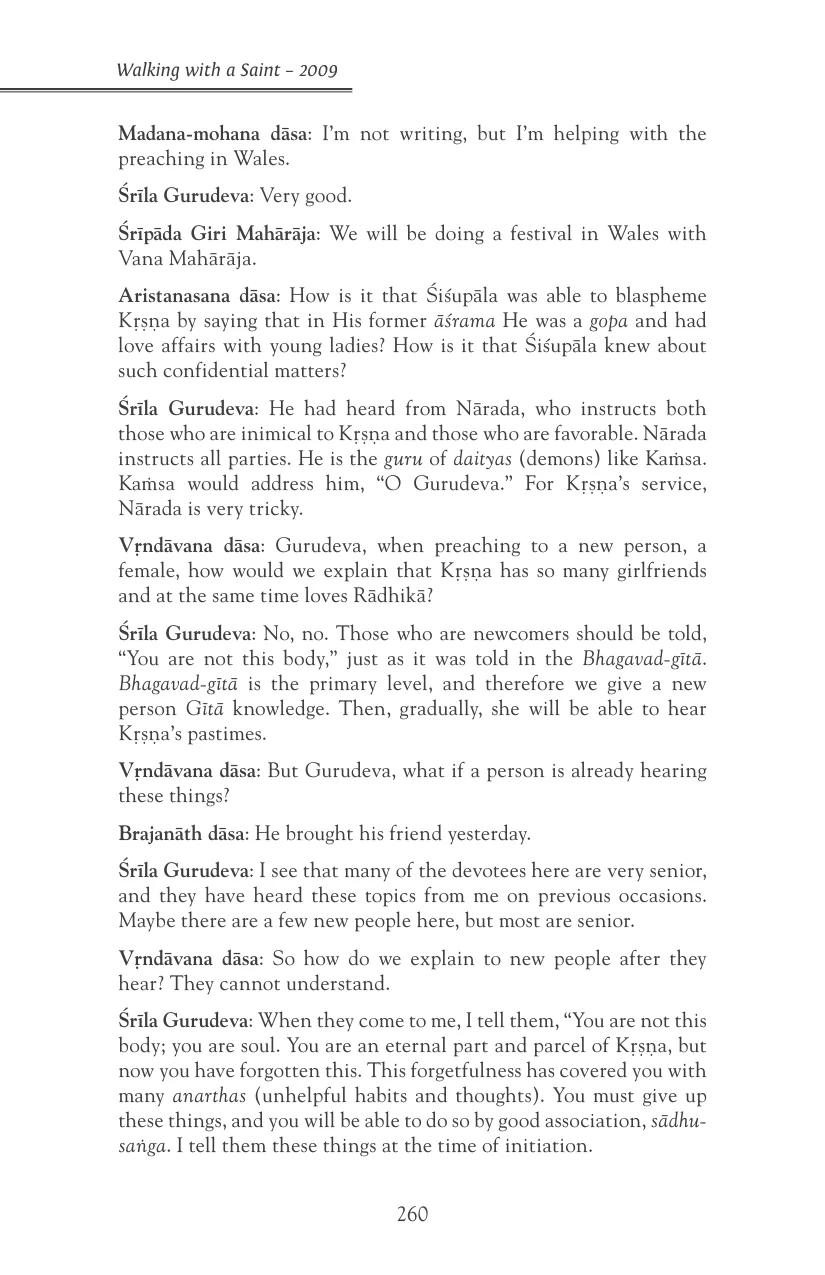 Walking with a Saint – 2009
Madana-mohana dāsa: I’m not writing, but I’m helping with the
preaching in Wales.
Śrīla Gurudeva: Very good.
Śrīpāda Giri Mahārāja: We will be doing a festival in Wales with
Vana Mahārāja.
Aristanasana dāsa: How is it that Śiśupāla was able to blaspheme
Kṛṣṇa by saying that in His former āśrama He was a gopa and had
love affairs with young ladies? How is it that Śiśupāla knew about
such confidential matters?
Śrīla Gurudeva: He had heard from Nārada, who instructs both
those who are inimical to Kṛṣṇa and those who are favorable. Nārada
instructs all parties. He is the guru of daityas (demons) like Kaṁsa.
Kaṁsa would address him, “O Gurudeva.” For Kṛṣṇa’s service,
Nārada is very tricky.
Vṛndāvana dāsa: Gurudeva, when preaching to a new person, a
female, how would we explain that Kṛṣṇa has so many girlfriends
and at the same time loves Rādhikā?
Śrīla Gurudeva: No, no. Those who are newcomers should be told,
“You are not this body,” just as it was told in the Bhagavad-gītā.
Bhagavad-gītā is the primary level, and therefore we give a new
person Gītā knowledge. Then, gradually, she will be able to hear
Kṛṣṇa’s pastimes.
Vṛndāvana dāsa: But Gurudeva, what if a person is already hearing
these things?
Brajanāth dāsa: He brought his friend yesterday.
Śrīla Gurudeva: I see that many of the devotees here are very senior,
and they have heard these topics from me on previous occasions.
Maybe there are a few new people here, but most are senior.
Vṛndāvana dāsa: So how do we explain to new people after they
hear? They cannot understand.
Śrīla Gurudeva: When they come to me, I tell them, “You are not this
body; you are soul. You are an eternal part and parcel of Kṛṣṇa, but
now you have forgotten this. This forgetfulness has covered you with
many anarthas (unhelpful habits and thoughts). You must give up
these things, and you will be able to do so by good association, sādhu-
saṅga. I tell them these things at the time of initiation.
260